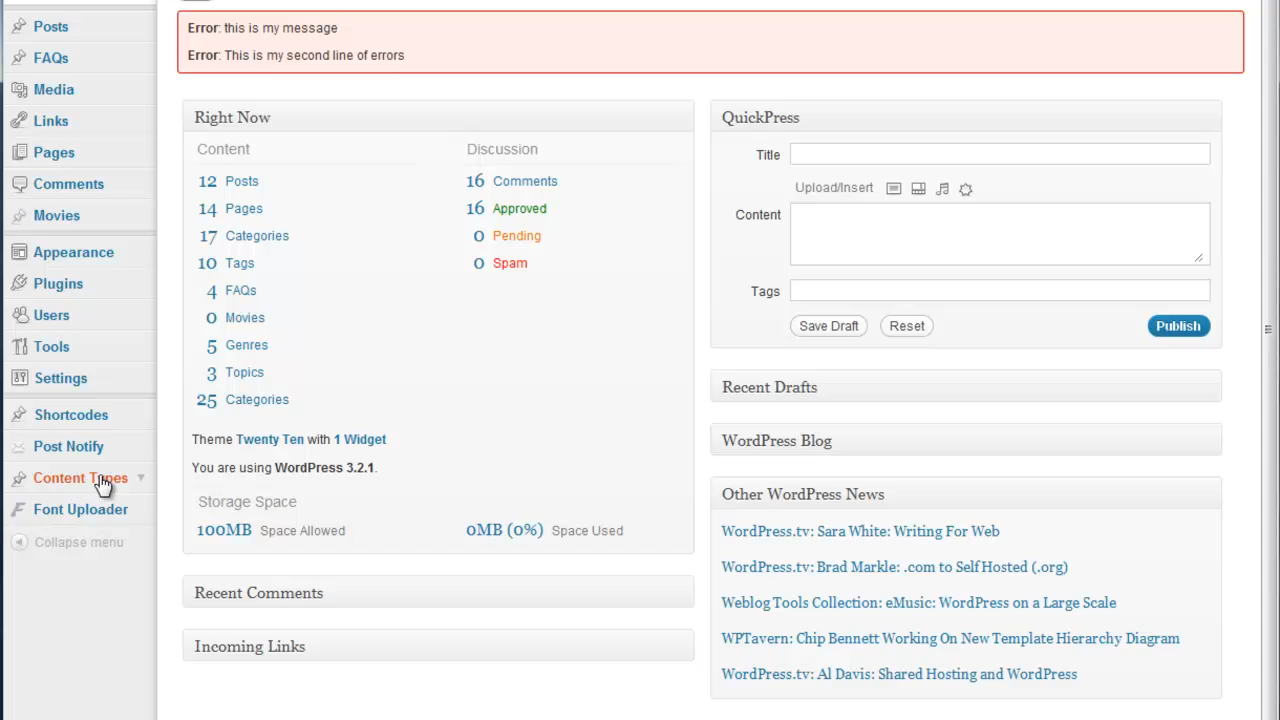 Posts
FAQs
Media
Links
Pages
Comments
Movies
Appearance
Plugins
Users
Tools
Settings
Shortcodes
Post Notify
Content Types
Font Uploader
Collapse menu
Error: this is my message
Error: This is my second line of errors
Right Now
Content
12 Posts
14 Pages
17 Categories
10 Tags
4 FAQs
0 Movies
5 Genres
3 Topics
25 Categories
Discussion
16 Comments
16 Approved
0 Pending
0 Spam
Theme Twenty Ten with 1 Widget
You are using WordPress 3.2.1.
Storage Space
100MB Space Allowed
0MB (0%) Space Used
Recent Comments
Incoming Links
QuickPress
Title
Upload/Insert
Content
Tags
Save Draft
Reset
Publish
Recent Drafts
WordPress Blog
Other WordPress News
WordPress.tv: Sara White: Writing For Web
WordPress.tv: Brad Markle: .com to Self Hosted (.org)
Weblog Tools Collection: eMusic: WordPress on a Large Scale
WPTavern: Chip Bennett Working On New Template Hierarchy Diagram
WordPress.tv: Al Davis: Shared Hosting and WordPress